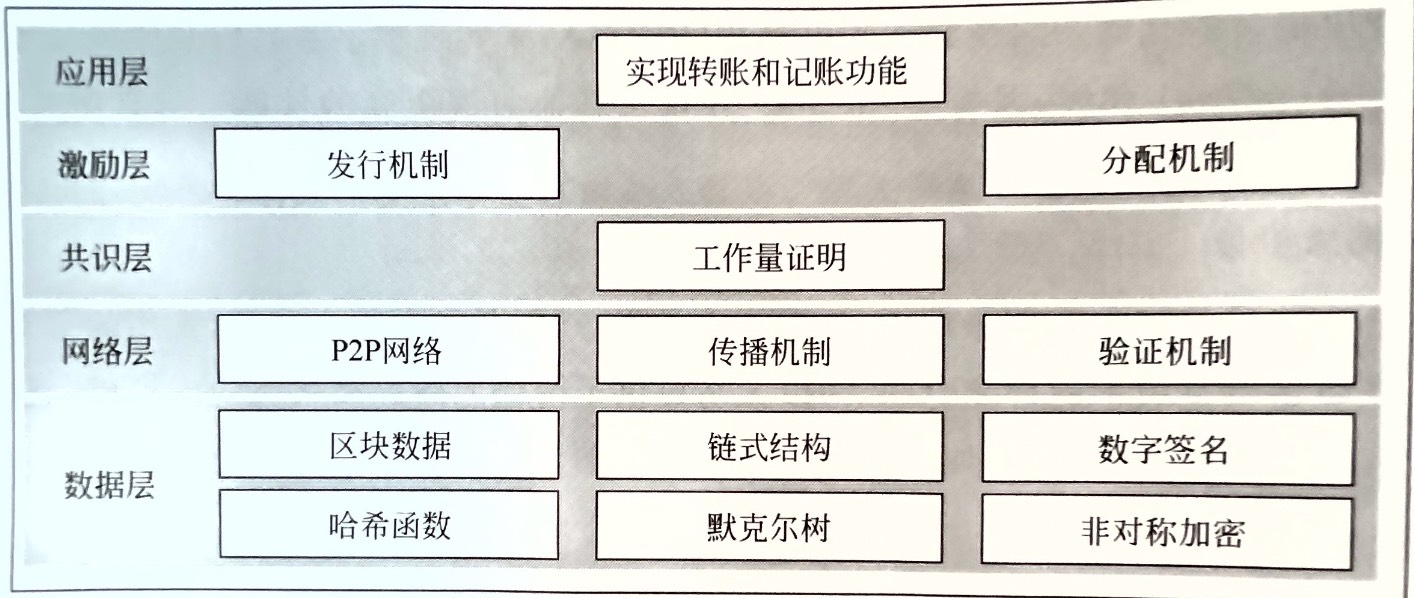 应用层 实现转账和记账功能
激励层 发行机制 分配机制
共识层 工作量证明
网络层 P2P网络 传播机制 验证机制
区块数据 链式结构 数字签名
数据层
哈希函数 默克尔树 非对称加密